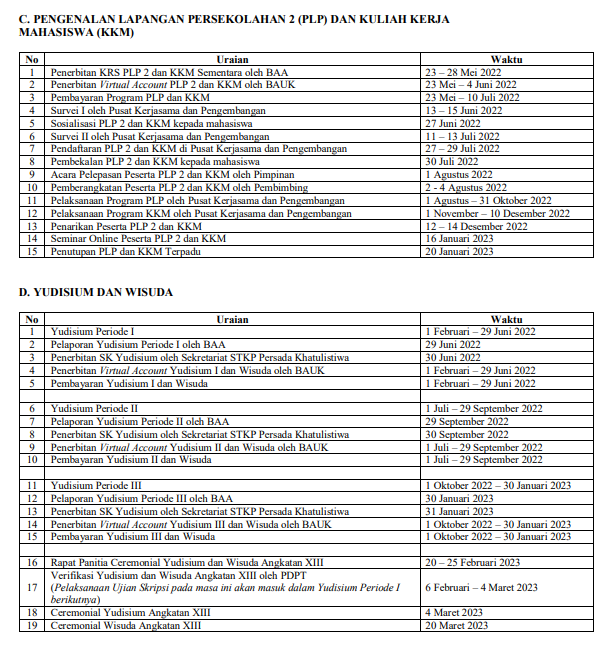 C. PENGENALAN LAPANGAN PERSEKOLAHAN 2 (PLP) DAN KULIAH KERJA
MAHASISWA (KKM)
No Uraian Waktu
1 Penerbitan KRS PLP 2 dan KKM Sementara oleh BAA 23 – 28 Mei 2022
2 Penerbitan Virtual Account PLP 2 dan KKM oleh BAUK 23 Mei – 4 Juni 2022
3 Pembayaran Program PLP dan KKM 23 Mei – 10 Juli 2022
4 Survei I oleh Pusat Kerjasama dan Pengembangan 13 – 15 Juni 2022
5 Sosialisasi PLP 2 dan KKM kepada mahasiswa 27 Juni 2022
6 Survei II oleh Pusat Kerjasama dan Pengembangan 11 – 13 Juli 2022
7 Pendaftaran PLP 2 dan KKM di Pusat Kerjasama dan Pengembangan 27 – 29 Juli 2022
8 Pembekalan PLP 2 dan KKM kepada mahasiswa 30 Juli 2022
9 Acara Pelepasan Peserta PLP 2 dan KKM oleh Pimpinan 1 Agustus 2022
10 Pemberangkatan Peserta PLP 2 dan KKM oleh Pembimbing 2 - 4 Agustus 2022
11 Pelaksanaan Program PLP oleh Pusat Kerjasama dan Pengembangan 1 Agustus – 31 Oktober 2022
12 Pelaksanaan Program KKM oleh Pusat Kerjasama dan Pengembangan 1 November – 10 Desember 2022
13 Penarikan Peserta PLP 2 dan KKM 12 – 14 Desember 2022
14 Seminar Online Peserta PLP 2 dan KKM 16 Januari 2023
15 Penutupan PLP dan KKM Terpadu 20 Januari 2023
D. YUDISIUM DAN WISUDA
No Uraian Waktu
1 Yudisium Periode I 1 Februari – 29 Juni 2022
2 Pelaporan Yudisium Periode I oleh BAA 29 Juni 2022
3 Penerbitan SK Yudisium oleh Sekretariat STKP Persada Khatulistiwa 30 Juni 2022
4 Penerbitan Virtual Account Yudisium I dan Wisuda oleh BAUK 1 Februari – 29 Juni 2022
5 Pembayaran Yudisium I dan Wisuda 1 Februari – 29 Juni 2022
6 Yudisium Periode II 1 Juli – 29 September 2022
7 Pelaporan Yudisium Periode II oleh BAA 29 September 2022
8 Penerbitan SK Yudisium oleh Sekretariat STKP Persada Khatulistiwa 30 September 2022
9 Penerbitan Virtual Account Yudisium II dan Wisuda oleh BAUK 1 Juli – 29 September 2022
10 Pembayaran Yudisium II dan Wisuda 1 Juli – 29 September 2022
11 Yudisium Periode III 1 Oktober 2022 – 30 Januari 2023
12 Pelaporan Yudisium Periode III oleh BAA 30 Januari 2023
13 Penerbitan SK Yudisium oleh Sekretariat STKP Persada Khatulistiwa 31 Januari 2023
14 Penerbitan Virtual Account Yudisium III dan Wisuda oleh BAUK 1 Oktober 2022 – 30 Januari 2023
15 Pembayaran Yudisium III dan Wisuda 1 Oktober 2022 – 30 Januari 2023
16 Rapat Panitia Ceremonial Yudisium dan Wisuda Angkatan XIII 20 – 25 Februari 2023
17 Verifikasi Yudisium dan Wisuda Angkatan XIII oleh PDPT
(Pelaksanaan Ujian Skripsi pada masa ini akan masuk dalam Yudisium Periode I
berikutnya) 6 Februari – 4 Maret 2023
18 Ceremonial Yudisium Angkatan XIII 4 Maret 2023
19 Ceremonial Wisuda Angkatan XIII 20 Maret 2023